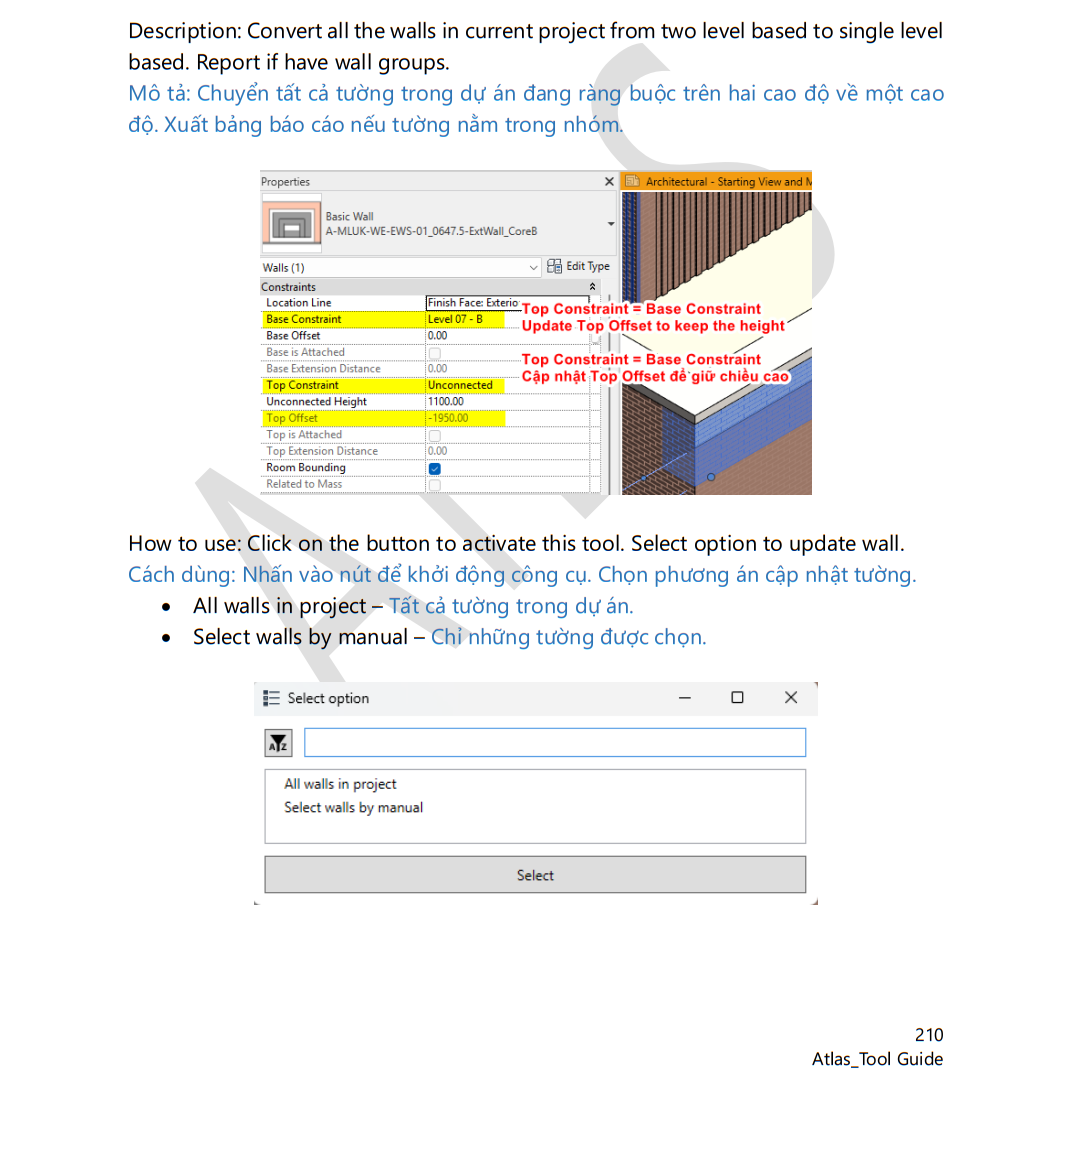 Description: Convert all the walls in current project from two level based to single level
based. Report if have wall groups.
Mô tả: Chuyển tất cả tường trong dự án đang ràng buộc trên hai cao độ về một cao
độ. Xuất bảng báo cáo nếu tường nằm trong nhóm.
Properties
Architectural - Starting View and M
Basic Wall
A-MLUK-WE-EWS-01_0647.5-ExtWall_CoreB
Walls (1)
Edit Type
Constraints
Location Line Finish Face: Exterio
Top Constraint = Base Constraint
Base Constraint Level 07 - B
Update Top Offset to keep the height
Base Offset 0.00
Base is Attached
Top Constraint = Base Constraint
Base Extension Distance 0.00
Cập nhật Top Offset để giữ chiều cao
Top Constraint Unconnected
Unconnected Height 1100.00
Top Offset -1950.00
Top is Attached
Top Extension Distance 0.00
Room Bounding
Related to Mass
How to use: Click on the button to activate this tool. Select option to update wall.
Cách dùng: Nhấn vào nút để khởi động công cụ. Chọn phương án cập nhật tường.
• All walls in project – Tất cả tường trong dự án.
• Select walls by manual – Chỉ những tường được chọn.
Select option
AZ
All walls in project
Select walls by manual
Select
210
Atlas_Tool Guide